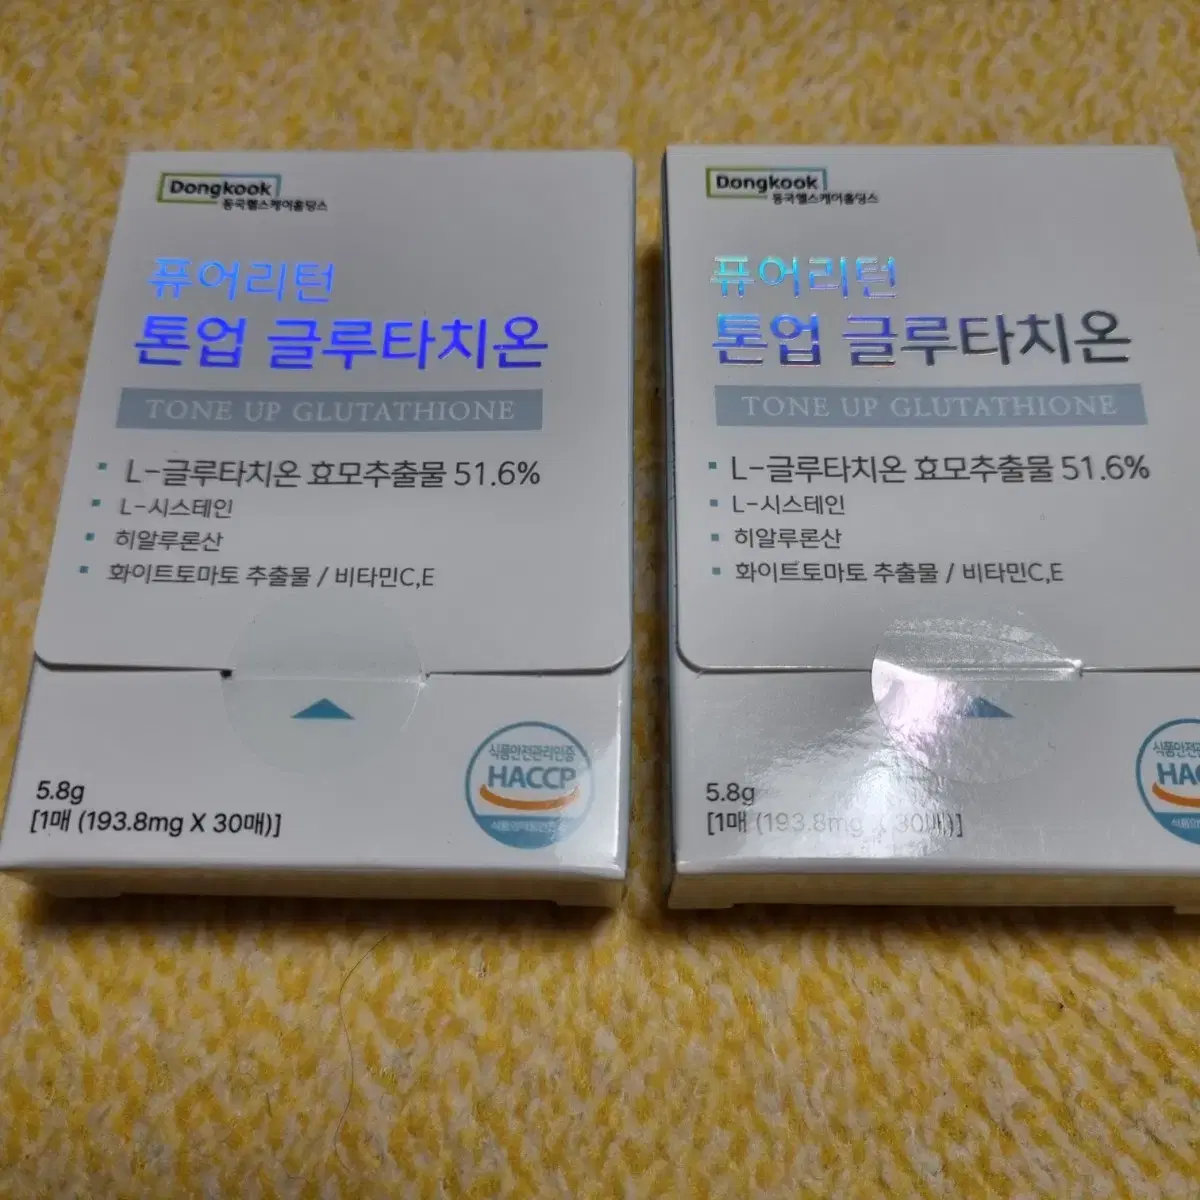 Dongkook
동국헬스케어홀딩스
퓨어리턴
톤업 글루타치온
TONE UP GLUTATHIONE
L-글루타치온 효모추출물 51.6%
L-시스테인
히알루론산
화이트토마토 추출물 / 비타민C,E
5.8g
[1매 (193.8mg X 30매)]
식품안전관리인증
HACCP
Dongkook
동국헬스케어홀딩스
퓨어리턴
톤업 글루타치온
TONE UP GLUTATHIONE
L-글루타치온 효모추출물 51.6%
L-시스테인
히알루론산
화이트토마토 추출물 / 비타민C,E
5.8g
[1매 (193.8mg X 30매)]
식품안전관
HAC